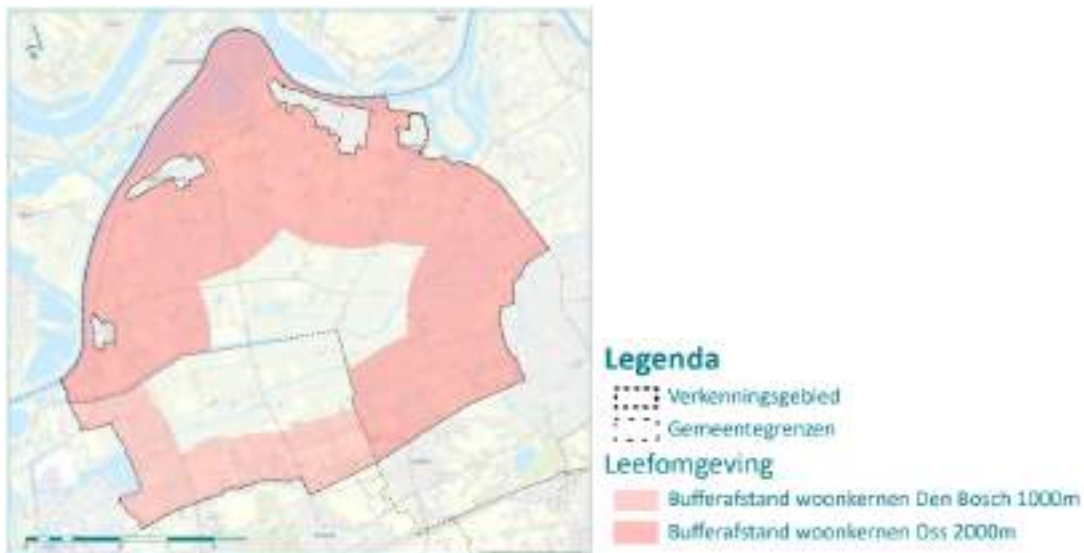 Legenda
Verkenningsgebied
Gemeentegrenzen
Leefomgeving
Bufferafstand woonkernen Den Bosch 1000m
Bufferafstand woonkernen Oss 2000m